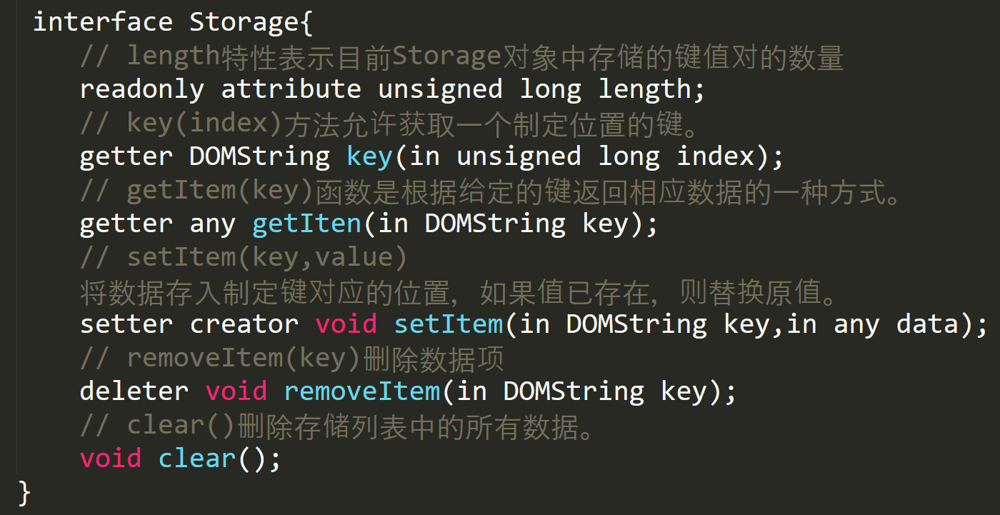 interface Storage{
// length特性表示目前Storage对象中存储的键值对的数量
readonly attribute unsigned long length;
// key(index)方法允许获取一个制定位置的键。
getter DOMString key(in unsigned long index);
// getItem(key)函数是根据给定的键返回相应数据的一种方式。
getter any getIten(in DOMString key);
// setItem(key,value)
将数据存入制定键对应的位置，如果值已存在，则替换原值。
setter creator void setItem(in DOMString key,in any data);
// removeItem(key)删除数据项
deleter void removeItem(in DOMString key);
// clear()删除存储列表中的所有数据。
void clear();
}